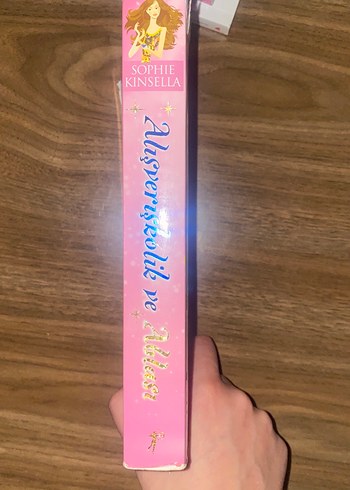 SOPHIE
KINSELLA
Alışverişkolik ve Ablası